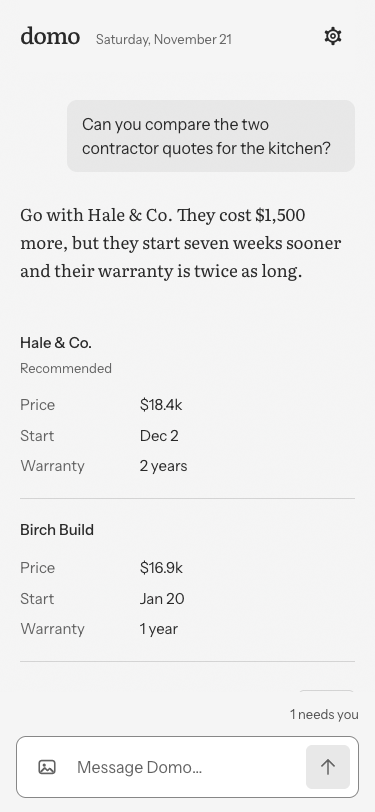 domo
Saturday, November 21
Can you compare the two
contractor quotes for the kitchen?
Go with Hale & Co. They cost $1,500
more, but they start seven weeks sooner
and their warranty is twice as long.
Hale & Co.
Recommended
Price $18.4k
Start Dec 2
Warranty 2 years
Birch Build
Price $16.9k
Start Jan 20
Warranty 1 year
1 needs you
Message Domo...